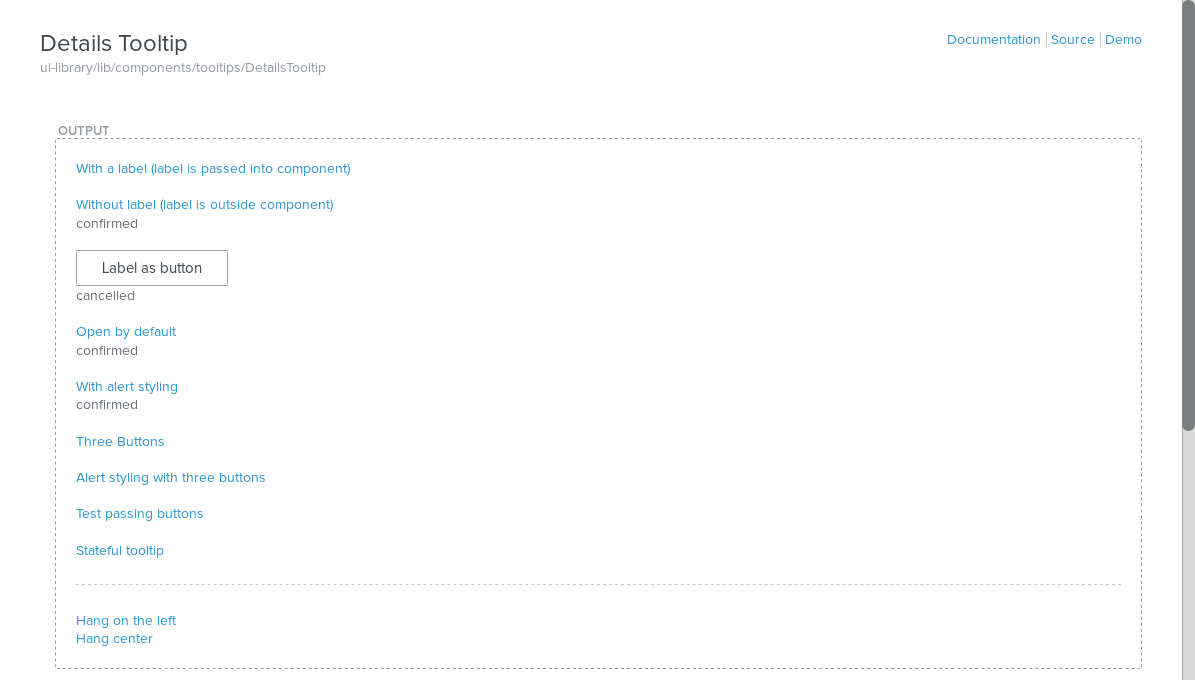 Details Tooltip
Documentation Source Demo
ui-library/lib/components/tooltips/DetailsTooltip
OUTPUT
With a label (label is passed into component)
Without label (label is outside component)
confirmed
Label as button
cancelled
Open by default
confirmed
With alert styling
confirmed
Three Buttons
Alert styling with three buttons
Test passing buttons
Stateful tooltip
Hang on the left
Hang center